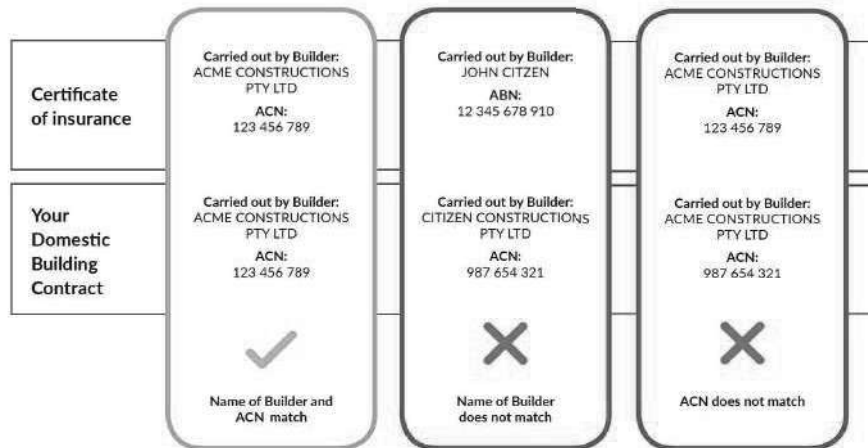 Certificate
of insurance
Carried out by Builder:
ACME CONSTRUCTIONS
PTY LTD
ACN:
123 456 789
Carried out by Builder:
JOHN CITZEN
ABN:
12 345 678 910
Carried out by Builder:
ACME CONSTRUCTIONS
PTY LTD
ACN:
123 456 789
Your
Domestic
Building
Contract
Carried out by Builder:
ACME CONSTRUCTIONS
PTY LTD
ACN:
123 456 789
Carried out by Builder:
CITIZEN CONSTRUCTIONS
PTY LTD
ACN:
987 654 321
Carried out by Builder:
ACME CONSTRUCTIONS
PTY LTD
ACN:
987 654 321
Name of Builder and
ACN match
Name of Builder
does not match
ACN does not match